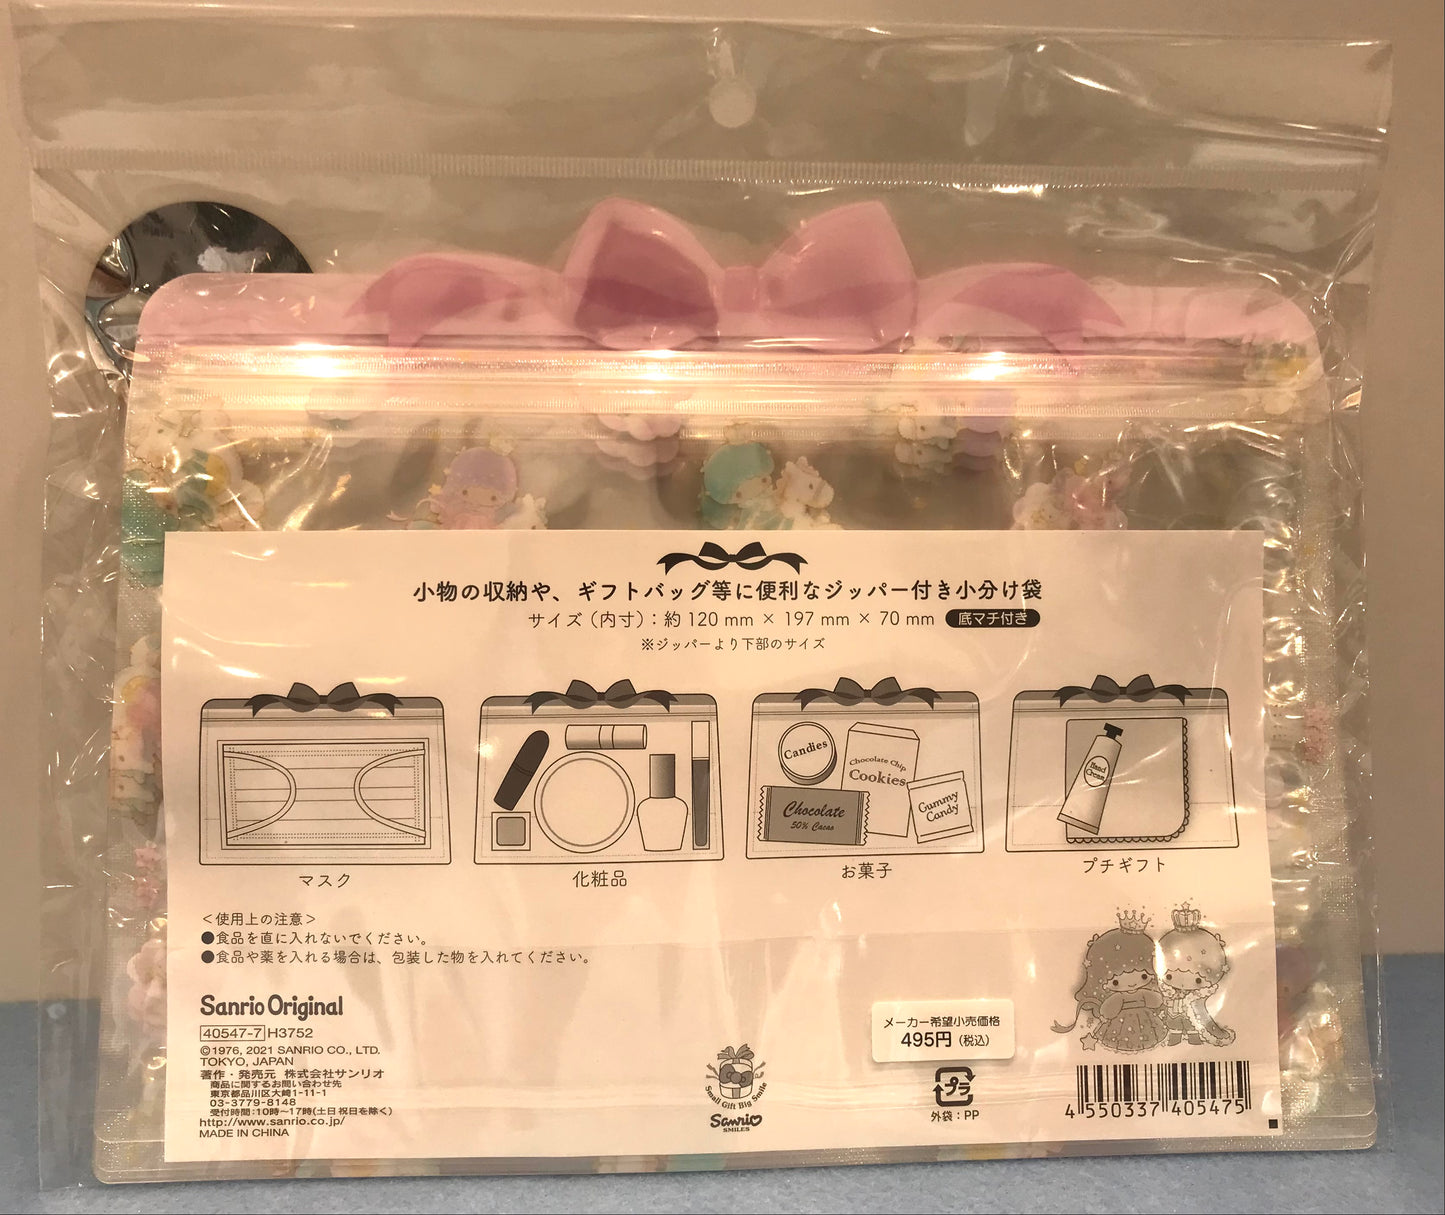 小物の収納や、ギフトバッグ等に便利なジッパー付き小分け袋
サイズ（内寸）：約 120 mm × 197 mm × 70 mm 底マチ付き
※ジッパーより下部のサイズ
Candies
Chocolate Chip
Cookies
Chocolate
50% Cacao
Gummy
Candy
Hand
Cream
マスク
化粧品
お菓子
プチギフト
＜使用上の注意＞
●食品を直に入れないでください。
●食品や薬を入れる場合は、包装した物を入れてください。
Sanrio Original
40547-7 H3752
©1976, 2021 SANRIO CO., LTD.
TOKYO, JAPAN
著作・発売元 株式会社サンリオ
商品に関するお問い合わせ先
東京都品川区大崎1-11-1
03-3779-8148
受付時間：10時～17時(土日祝日を除く)
http://www.sanrio.co.jp/
MADE IN CHINA
Small Gift Big Smile
Sanrio
SMILES
メーカー希望小売価格
495円（税込）
プラ
外袋：PP
4 550337 405475